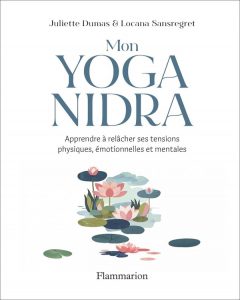 Juliette Dumas & Locana Sansregret
Mon
YOGA
NIDRA
Apprendre à relâcher ses tensions
physiques, émotionnelles et mentales
Flammarion